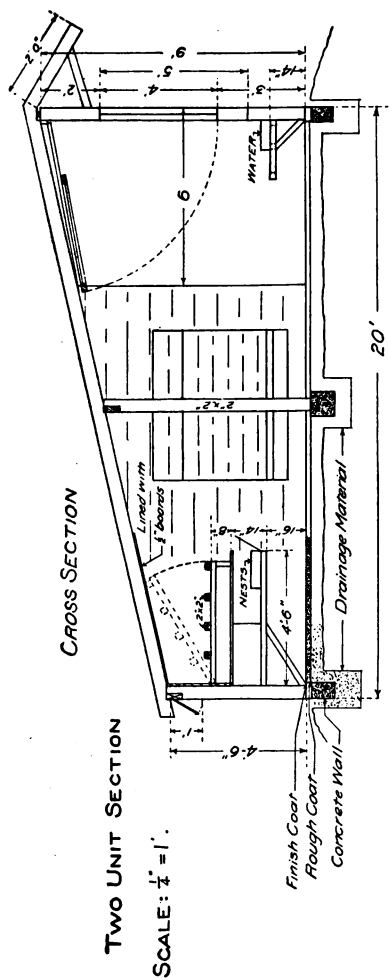 TWO UNIT SECTION
SCALE: 1/4" = 1'.
CROSS SECTION
2'-0"
9'
2'
4'
5'
3'
14"
WATER
6
2"x2"
Lined with
1/2" boards
2"x2"
NESTS
8
14
16"
4'-6"
1'
4'-6"
Finish Coat
Rough Coat
Concrete Wall
Drainage Material
20'